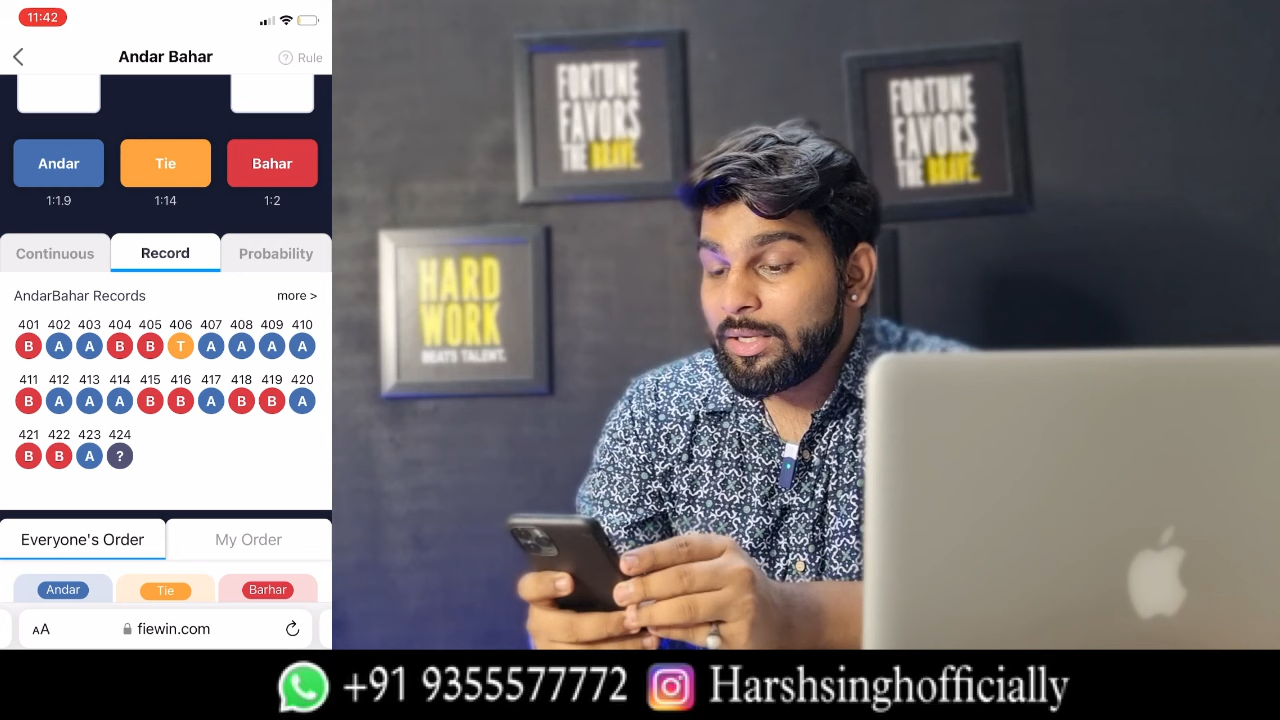 11:42
Andar Bahar
? Rule
Andar
Tie
Bahar
1:1.9
1:14
1:2
Continuous
Record
Probability
AndarBahar Records
more >
401 402 403 404 405 406 407 408 409 410
B A A B B T A A A A
411 412 413 414 415 416 417 418 419 420
B A A A B B A B B A
421 422 423 424
B B A ?
Everyone's Order
My Order
Andar
Tie
Barhar
AA
fiewin.com
FORTUNE
FAVORS
THE BRAVE.
FORTUNE
FAVORS
THE BRAVE.
HARD
WORK
BEATS TALENT.
+91 9355577772
Harshsinghofficially